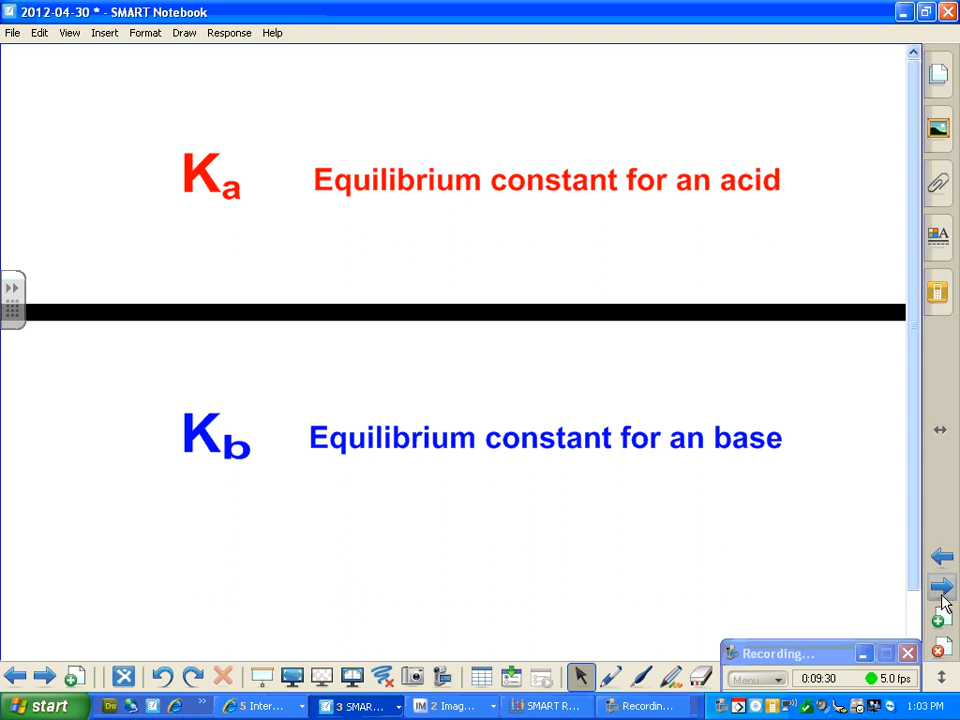 2012-04-30 * - SMART Notebook
File Edit View Insert Format Draw Response Help
Ka Equilibrium constant for an acid
Kb Equilibrium constant for a base
Recording...
Menu 0:09:30 5.0 fps
start Dw 5 Inter... 3 SMAR... IM 2 Imag... SMART R... Recordin... 1:03 PM